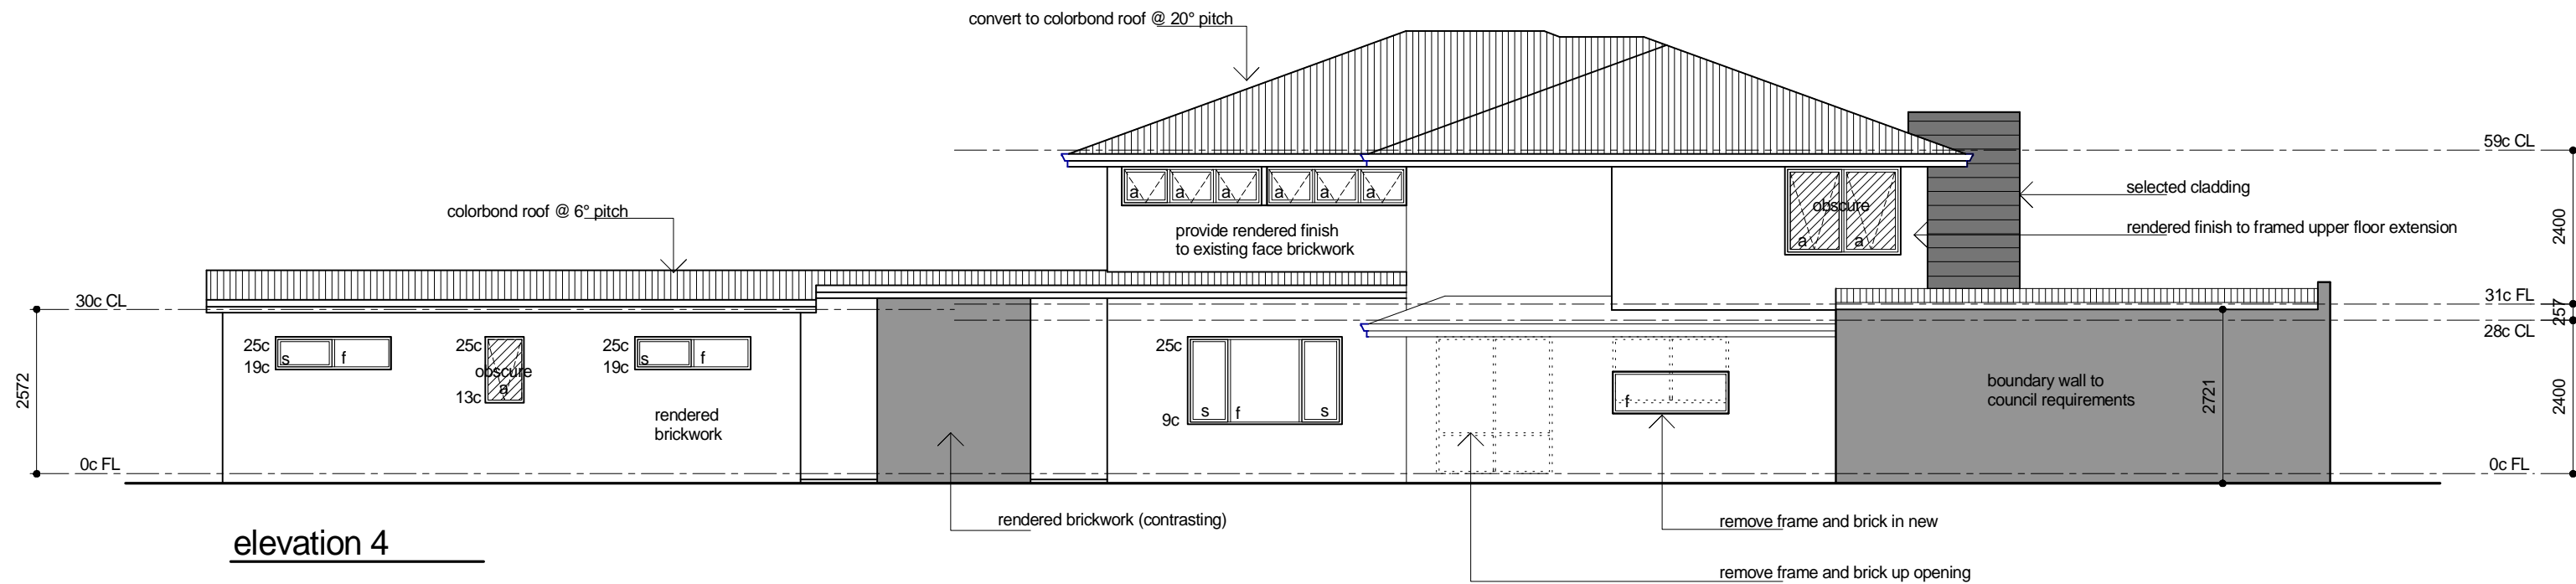 convert to colorbond roof @ 20° pitch
59c CL
selected cladding
a a a a a a
obscure
a a
colorbond roof @ 6° pitch
provide rendered finish
to existing face brickwork
rendered finish to framed upper floor extension
2400
30c CL
31c FL
257
28c CL
25c
19c
s f
25c
obscure
a
13c
25c
19c
s f
25c
9c
s f s
f
2572
rendered
brickwork
boundary wall to
council requirements
2721
2400
0c FL
0c FL
rendered brickwork (contrasting)
remove frame and brick in new
elevation 4
remove frame and brick up opening